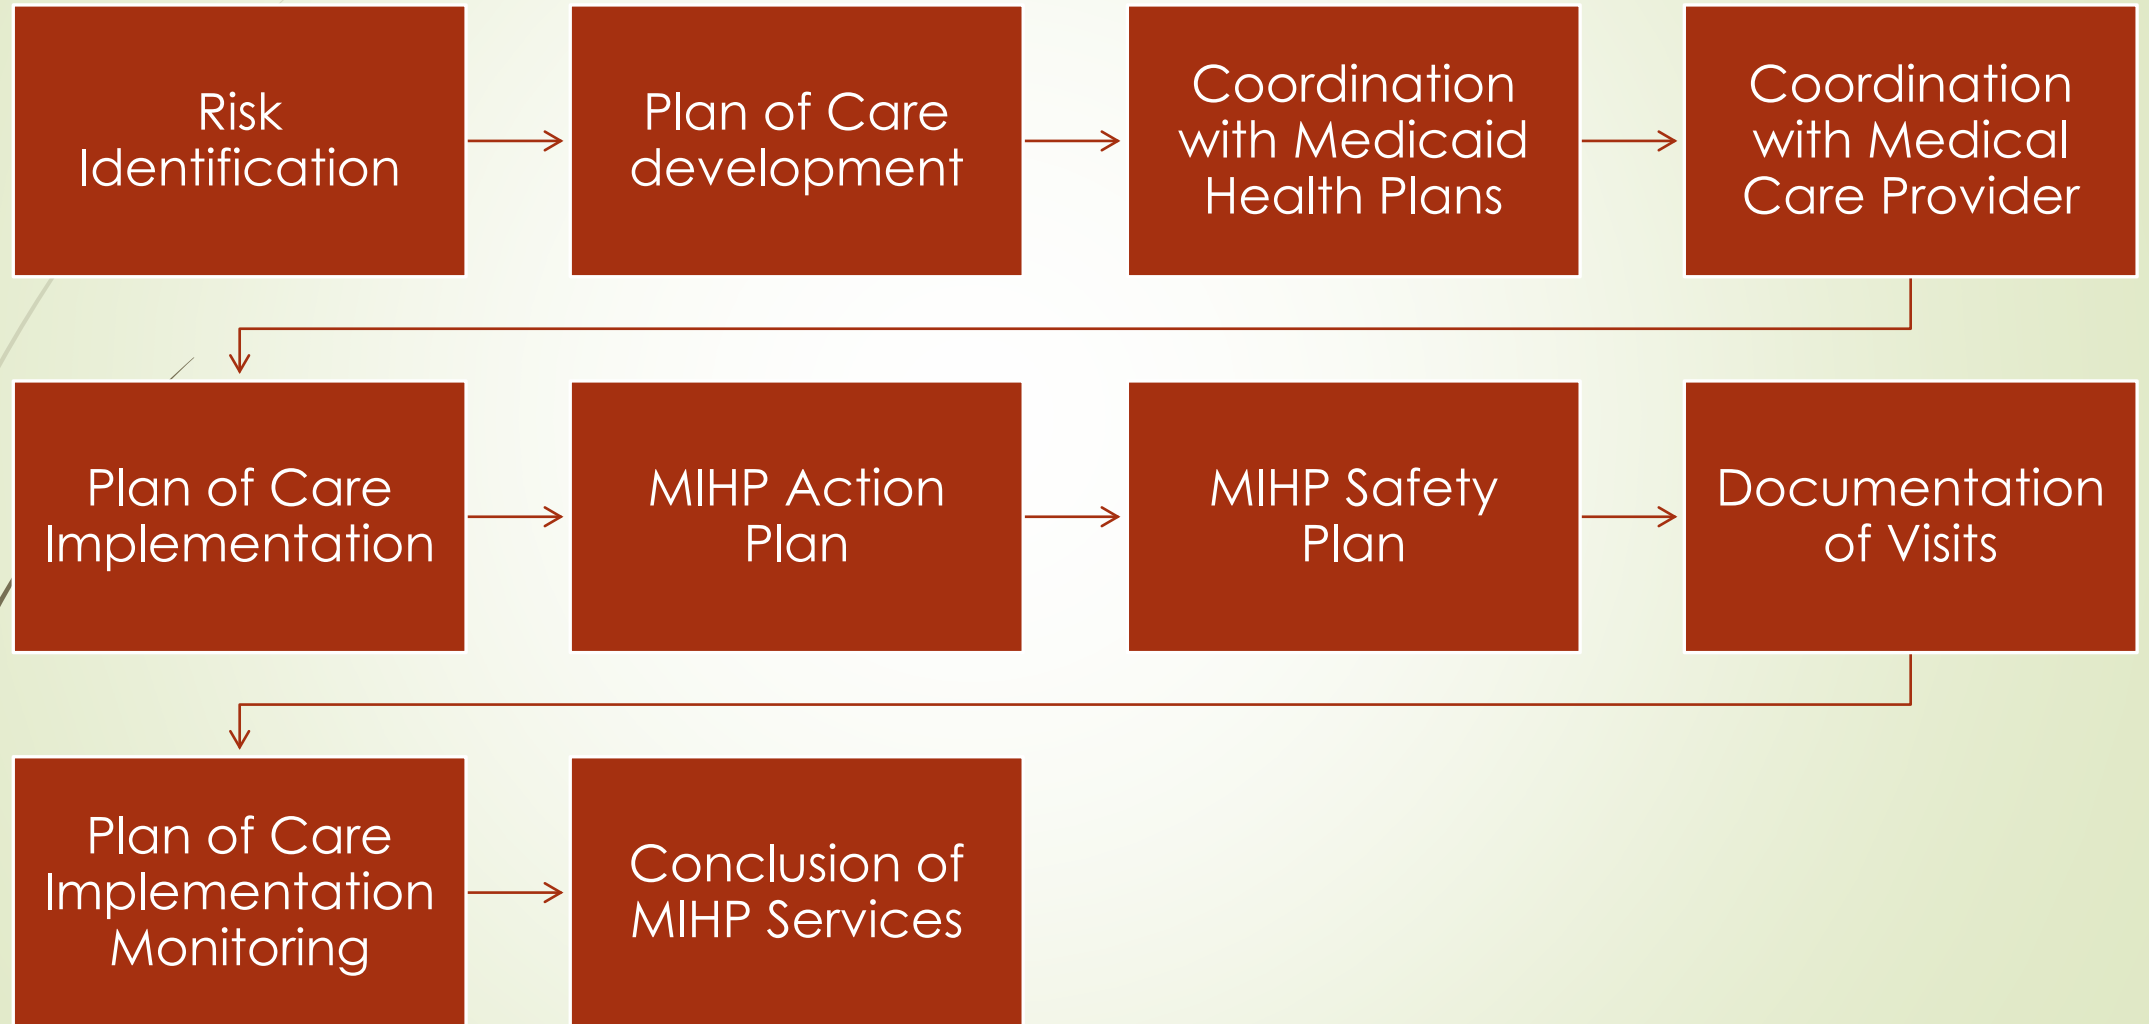 Risk
Identification
Plan of Care
development
Coordination
with Medicaid
Health Plans
Coordination
with Medical
Care Provider
Plan of Care
Implementation
MIHP Action
Plan
MIHP Safety
Plan
Documentation
of Visits
Plan of Care
Implementation
Monitoring
Conclusion of
MIHP Services